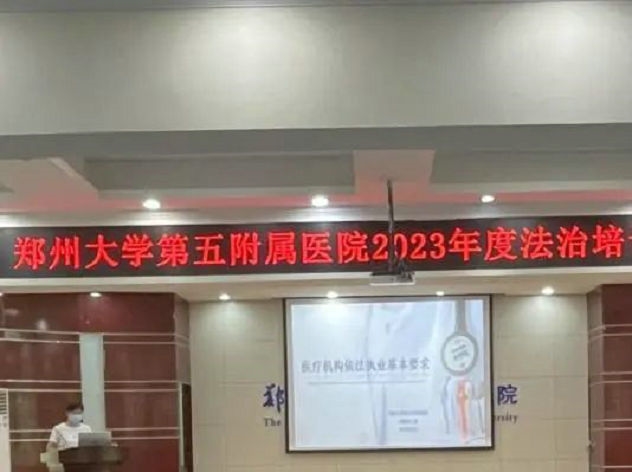 郑州大学第五附属医院2023年度法治培
医疗机构依法执业基本要求
郑
院
The
ersity